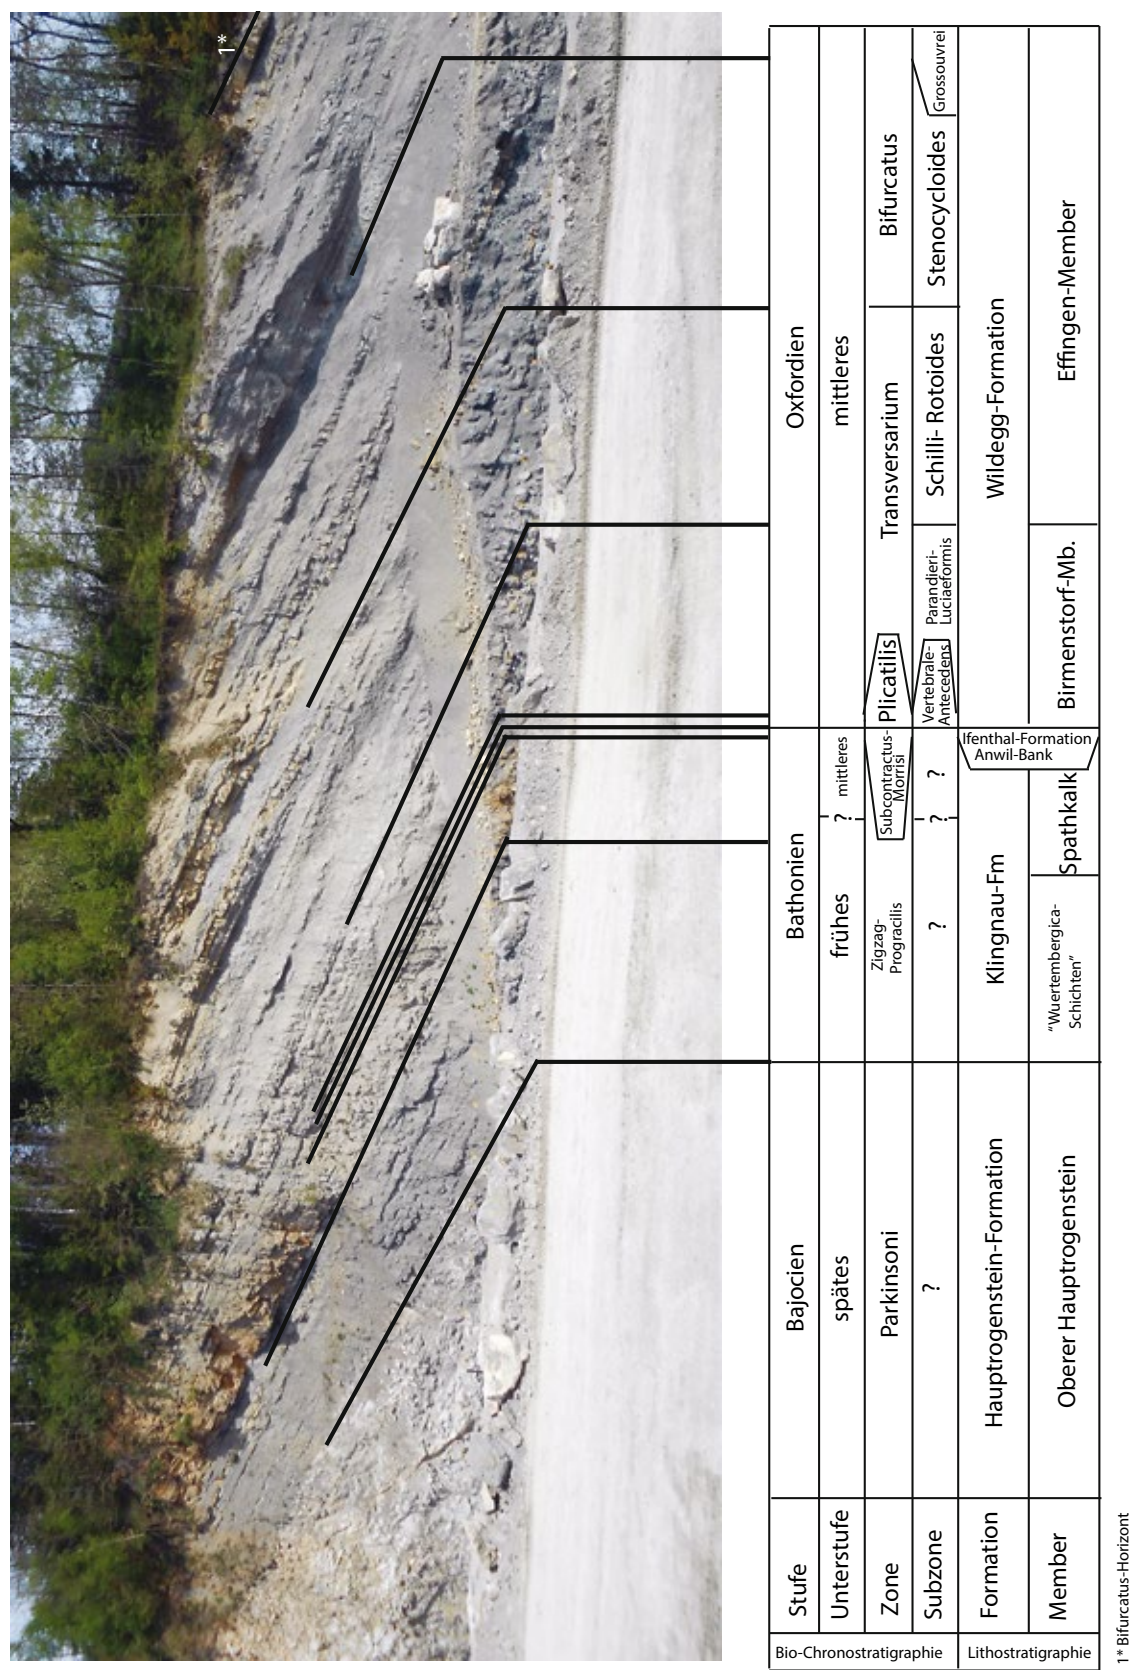 1*
Stufe
Bajocien
Bathonien
Oxfordien
Unterstufe
spätes
frühes
?
mittleres
mittleres
Zone
Parkinsoni
Zigzag-
Progracilis
Subcontractus-
Morrisi
Plicatilis
Transversarium
Bifurcatus
Subzone
?
?
?
?
Vertebrale-
Antecedens
Parandieri-
Luciaeformis
Schilli- Rotoides
Stenocycloides
Grossouvrei
Formation
Hauptrogenstein-Formation
Klingnau-Fm
Ifenthal-Formation
Anwil-Bank
Wildegg-Formation
Member
Oberer Hauptrogenstein
"Wuertembergica-
Schichten"
Spathkalk
Birmenstorf-Mb.
Effingen-Member
Bio-Chronostratigraphie
Lithostratigraphie
1* Bifurcatus-Horizont